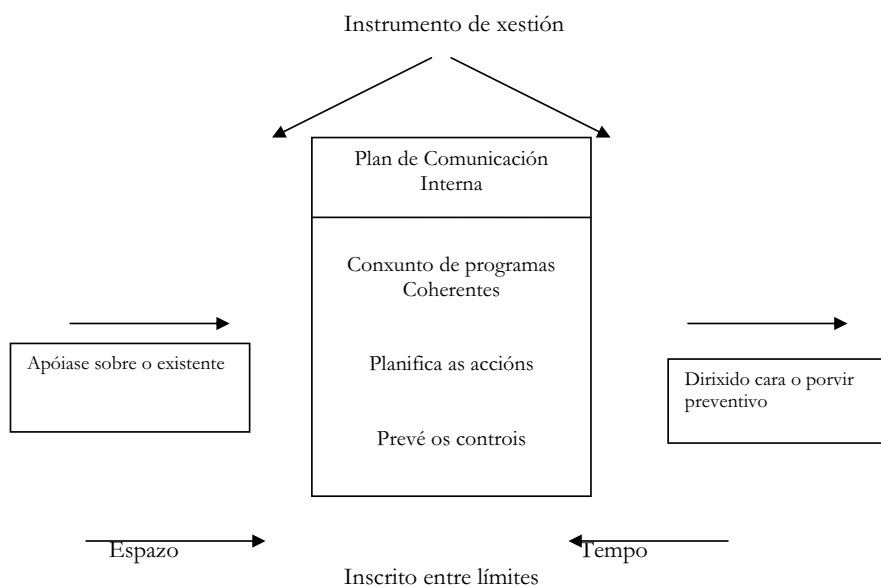 Instrumento de xestión
Plan de Comunicación
Interna
Conxunto de programas
Coherentes
Apóiase sobre o existente
Planifica as accións
Dirixido cara o porvir
preventivo
Prevé os controis
Espazo
Tempo
Inscrito entre límites